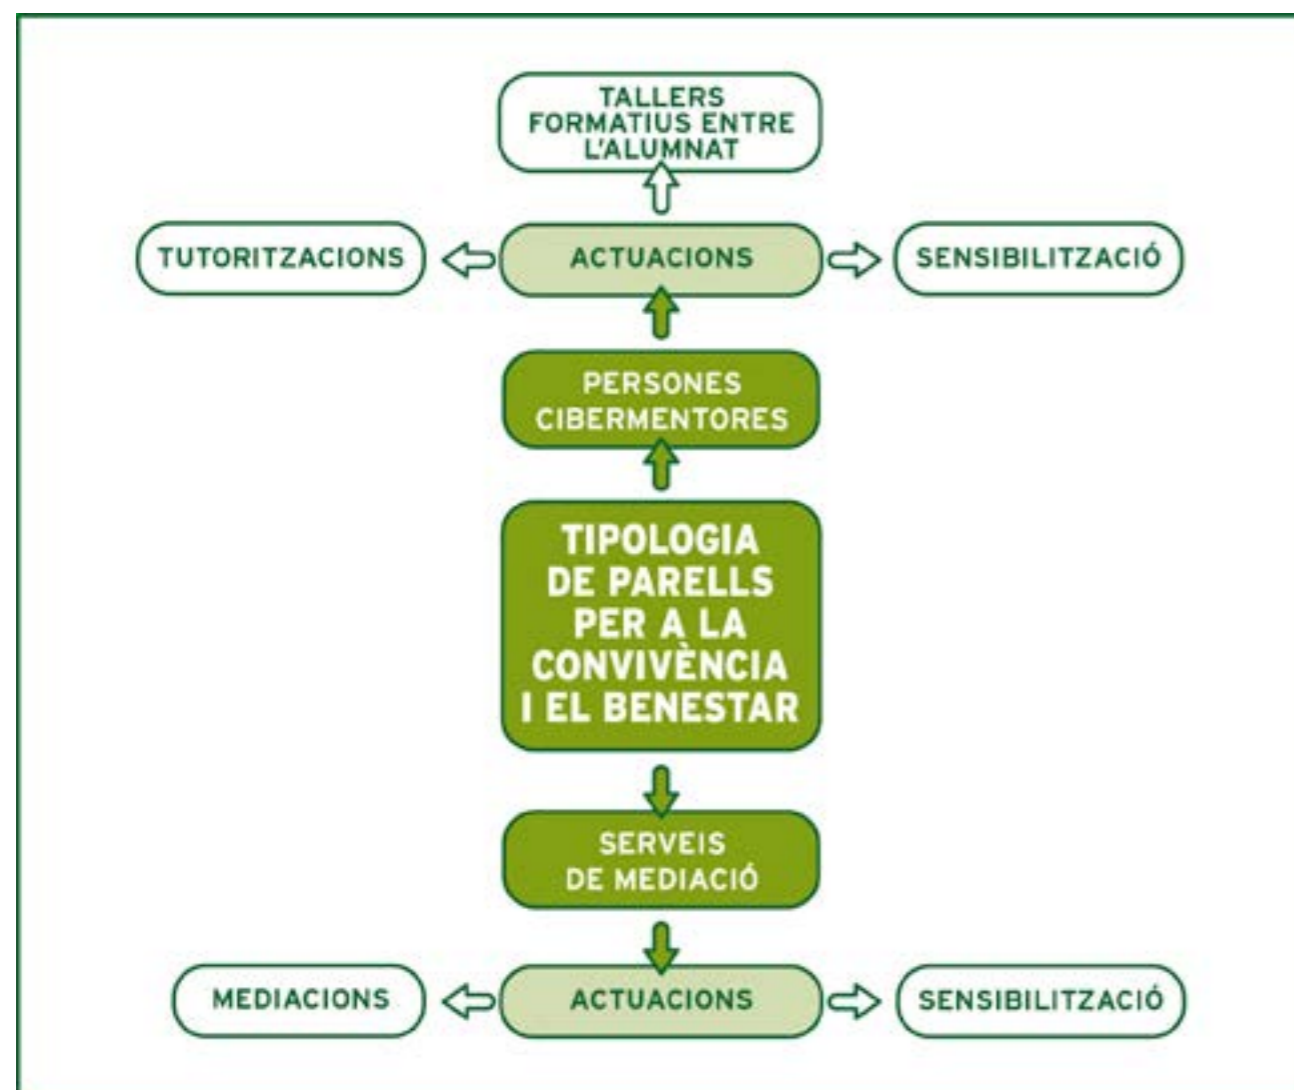 TALLERS
FORMATIUS ENTRE
L'ALUMNAT
TUTORITZACIONS
ACTUACIONS
SENSIBILITZACIÓ
PERSONES
CIBERMENTORES
TIPOLOGIA
DE PARELLS
PER A LA
CONVIVÈNCIA
I EL BENESTAR
SERVEIS
DE MEDIACIÓ
MEDIACIONS
ACTUACIONS
SENSIBILITZACIÓ